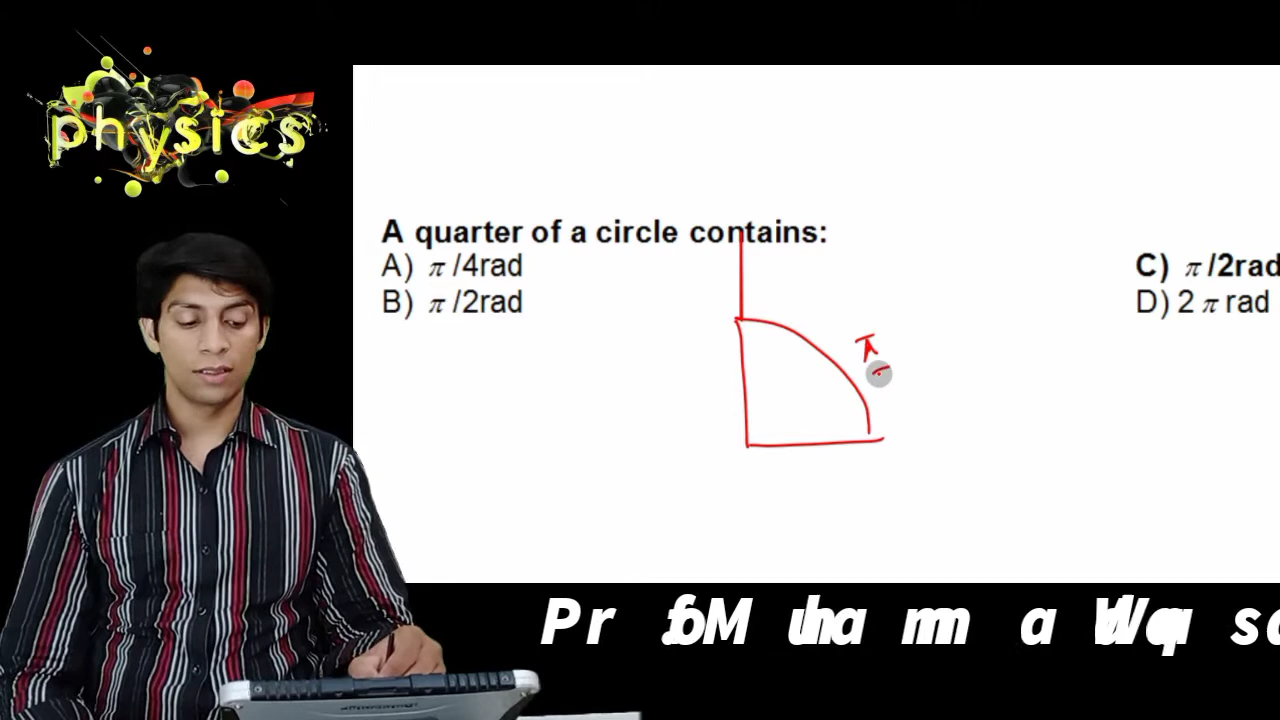 physics
A quarter of a circle contains:
A) π /4rad
B) π /2rad
C) π /2rad
D) 2 π rad
π